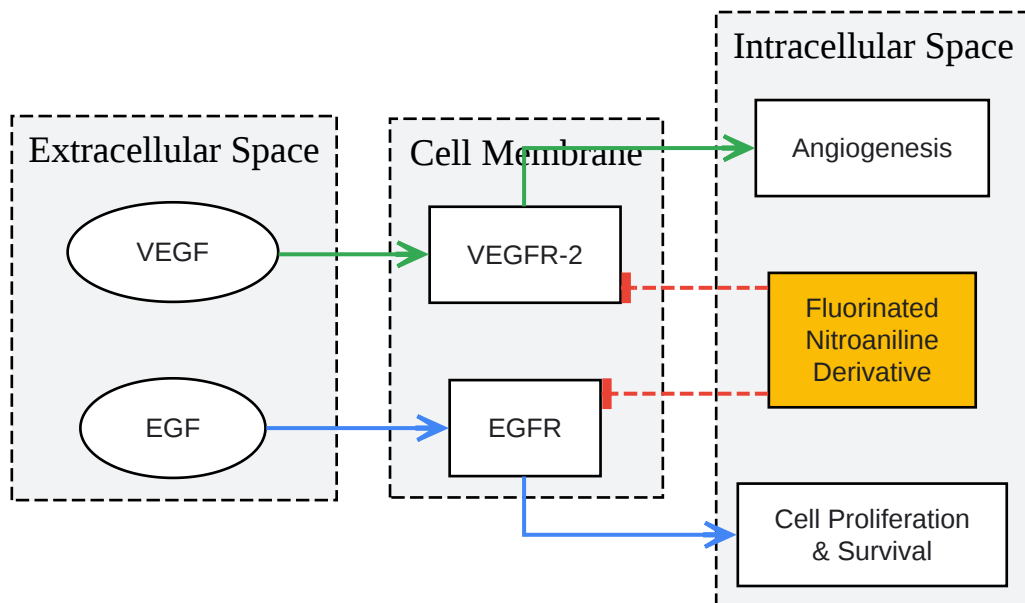 Extracellular Space
VEGF
EGF
Cell Membrane
VEGFR-2
EGFR
Intracellular Space
Angiogenesis
Fluorinated
Nitroaniline
Derivative
Cell Proliferation
& Survival